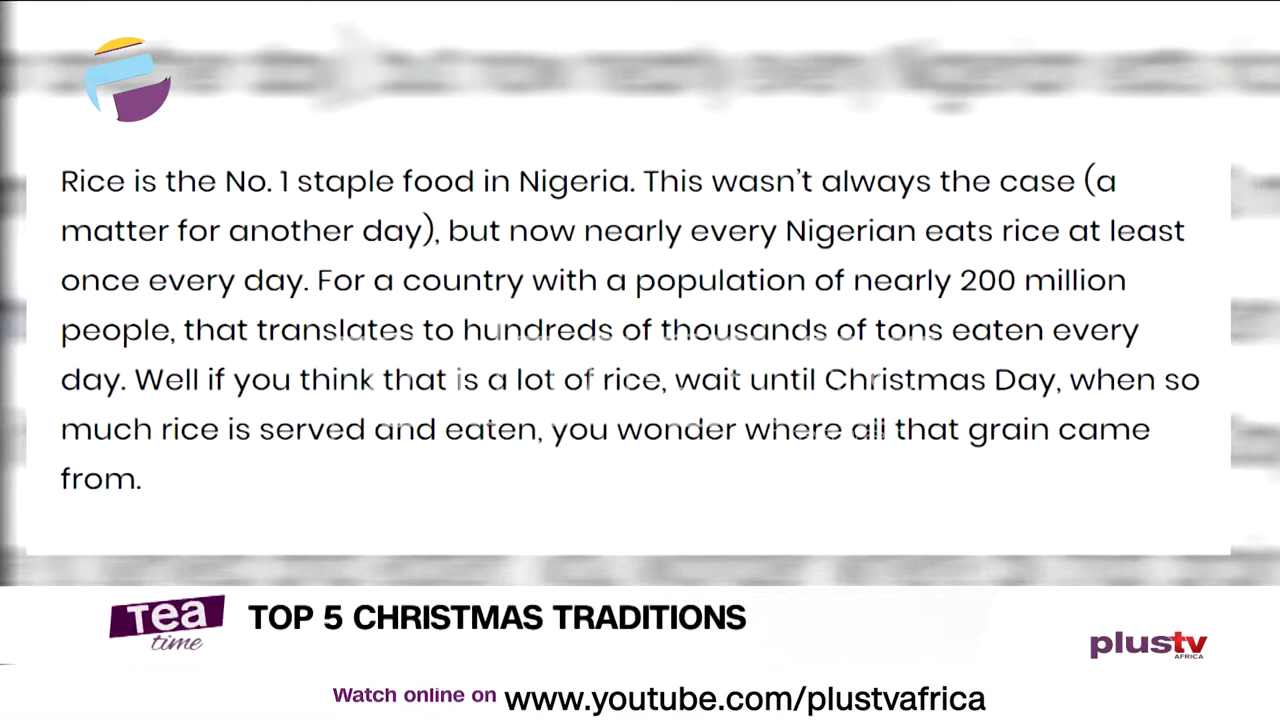 Rice is the No. 1 staple food in Nigeria. This wasn't always the case (a
matter for another day), but now nearly every Nigerian eats rice at least
once every day. For a country with a population of nearly 200 million
people, that translates to hundreds of thousands of tons eaten every
day. Well if you think that is a lot of rice, wait until Christmas Day, when so
much rice is served and eaten, you wonder where all that grain came
from.
Tea
time
TOP 5 CHRISTMAS TRADITIONS
plustv
AFRICA
Watch online on www.youtube.com/plustvafrica